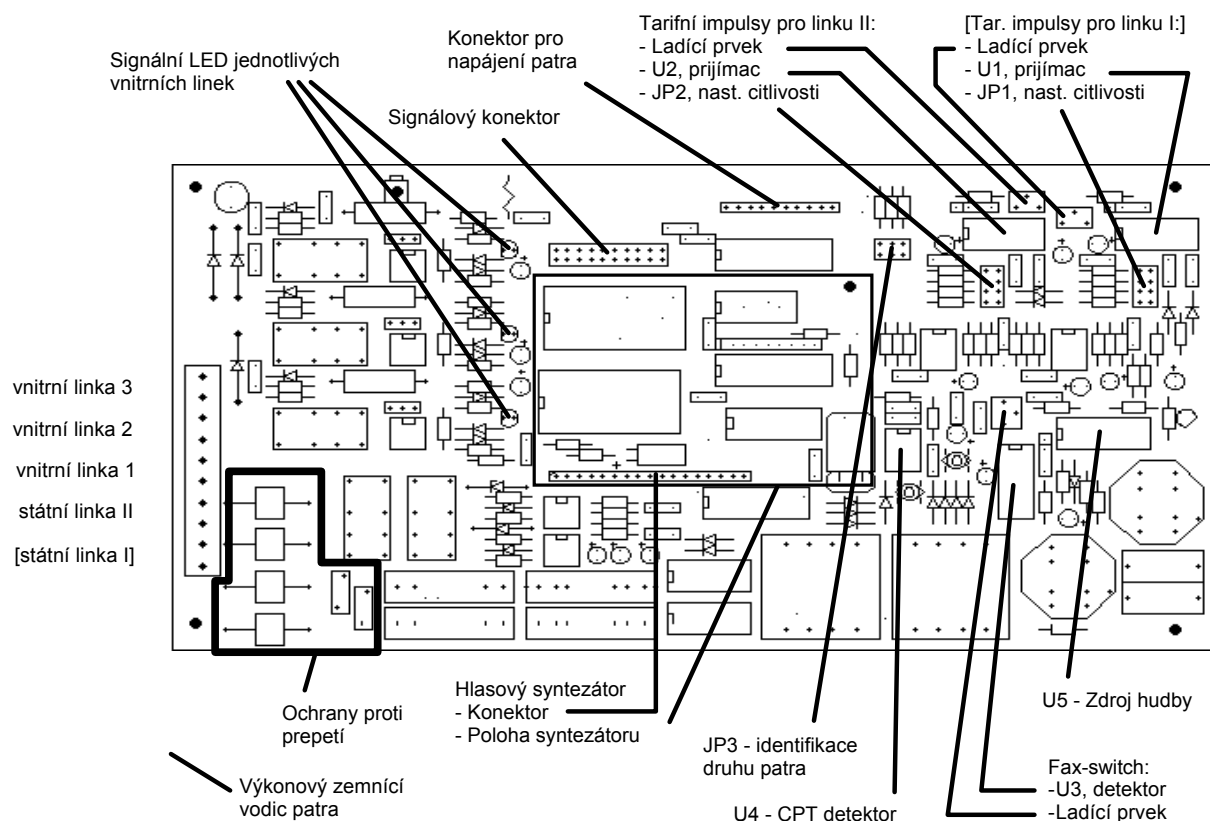 Signální LED jednotlivých
vnitrních linek
Konektor pro
napájení patra
Signálový konektor
Tarifní impulsy pro linku II:
- Ladící prvek
- U2, prijímac
- JP2, nast. citlivosti
[Tar. impulsy pro linku I:]
- Ladící prvek
- U1, prijímac
- JP1, nast. citlivosti
vnitrní linka 3
vnitrní linka 2
vnitrní linka 1
státní linka II
[státní linka I]
Ochrany proti
prepetí
Výkonový zemnící
vodic patra
Hlasový syntezátor
- Konektor
- Poloha syntezátoru
JP3 - identifikace
druhu patra
U4 - CPT detektor
U5 - Zdroj hudby
Fax-switch:
-U3, detektor
-Ladící prvek